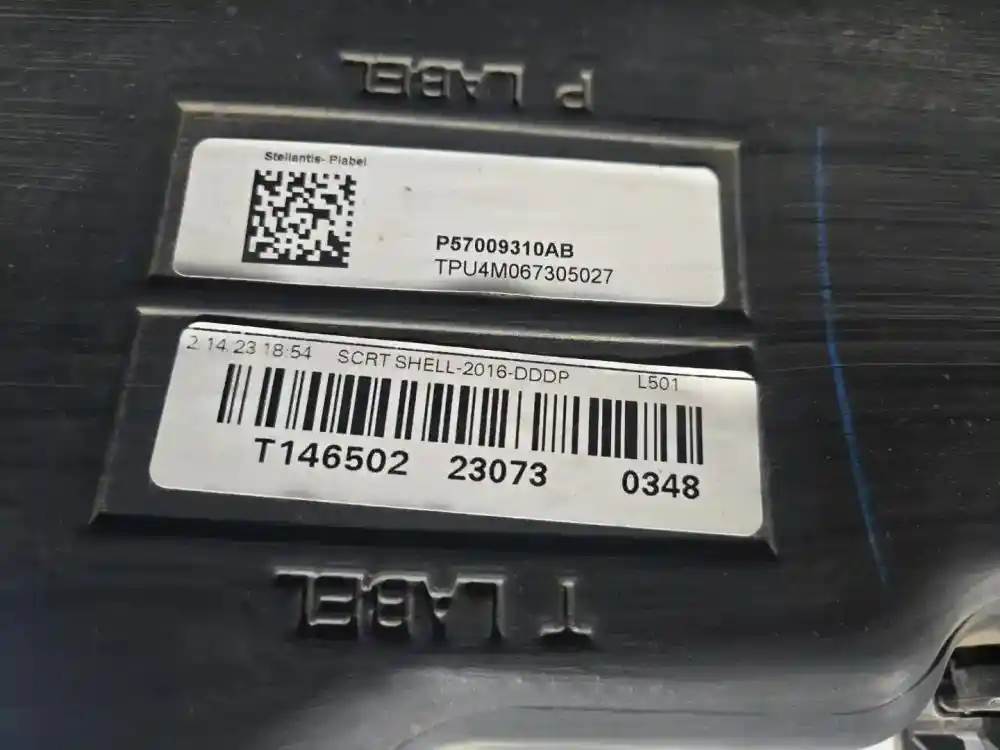 P LABEL
Stellantis- Plabel
P57009310AB
TPU4M067305027
2.14.23 18:54 SCRT SHELL-2016-DDDP L501
T146502 23073 0348
T LABEL